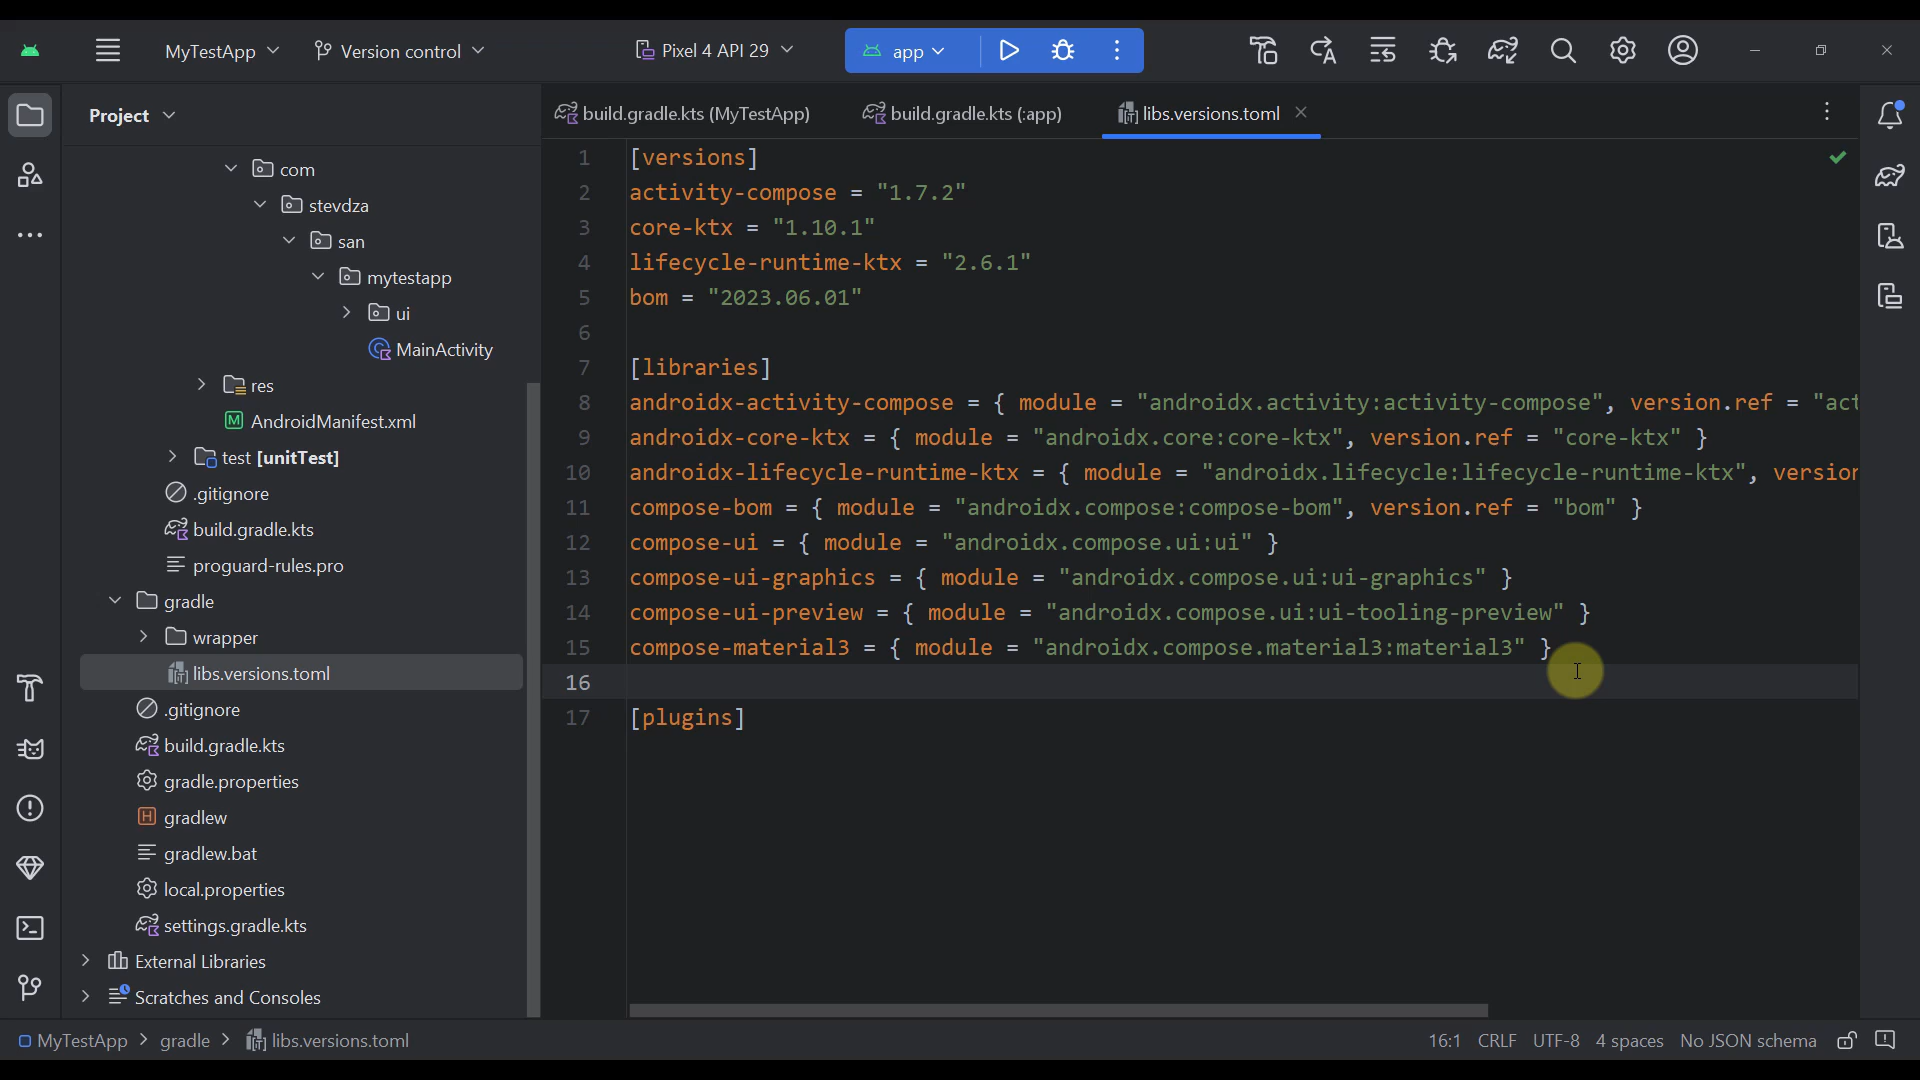 MyTestApp
Version control
Pixel 4 API 29
app
Project
build.gradle.kts (MyTestApp)
build.gradle.kts (:app)
libs.versions.toml
com
stevdza
san
mytestapp
ui
MainActivity
res
AndroidManifest.xml
test [unitTest]
.gitignore
build.gradle.kts
proguard-rules.pro
gradle
wrapper
libs.versions.toml
.gitignore
build.gradle.kts
gradle.properties
gradlew
gradlew.bat
local.properties
settings.gradle.kts
External Libraries
Scratches and Consoles
1 [versions]
2 activity-compose = "1.7.2"
3 core-ktx = "1.10.1"
4 lifecycle-runtime-ktx = "2.6.1"
5 bom = "2023.06.01"
6
7 [libraries]
8 androidx-activity-compose = { module = "androidx.activity:activity-compose", version.ref = "act
9 androidx-core-ktx = { module = "androidx.core:core-ktx", version.ref = "core-ktx" }
10 androidx-lifecycle-runtime-ktx = { module = "androidx.lifecycle:lifecycle-runtime-ktx", version
11 compose-bom = { module = "androidx.compose:compose-bom", version.ref = "bom" }
12 compose-ui = { module = "androidx.compose.ui:ui" }
13 compose-ui-graphics = { module = "androidx.compose.ui:ui-graphics" }
14 compose-ui-preview = { module = "androidx.compose.ui:ui-tooling-preview" }
15 compose-material3 = { module = "androidx.compose.material3:material3" }
16
17 [plugins]
MyTestApp > gradle > libs.versions.toml
16:1 CRLF UTF-8 4 spaces No JSON schema